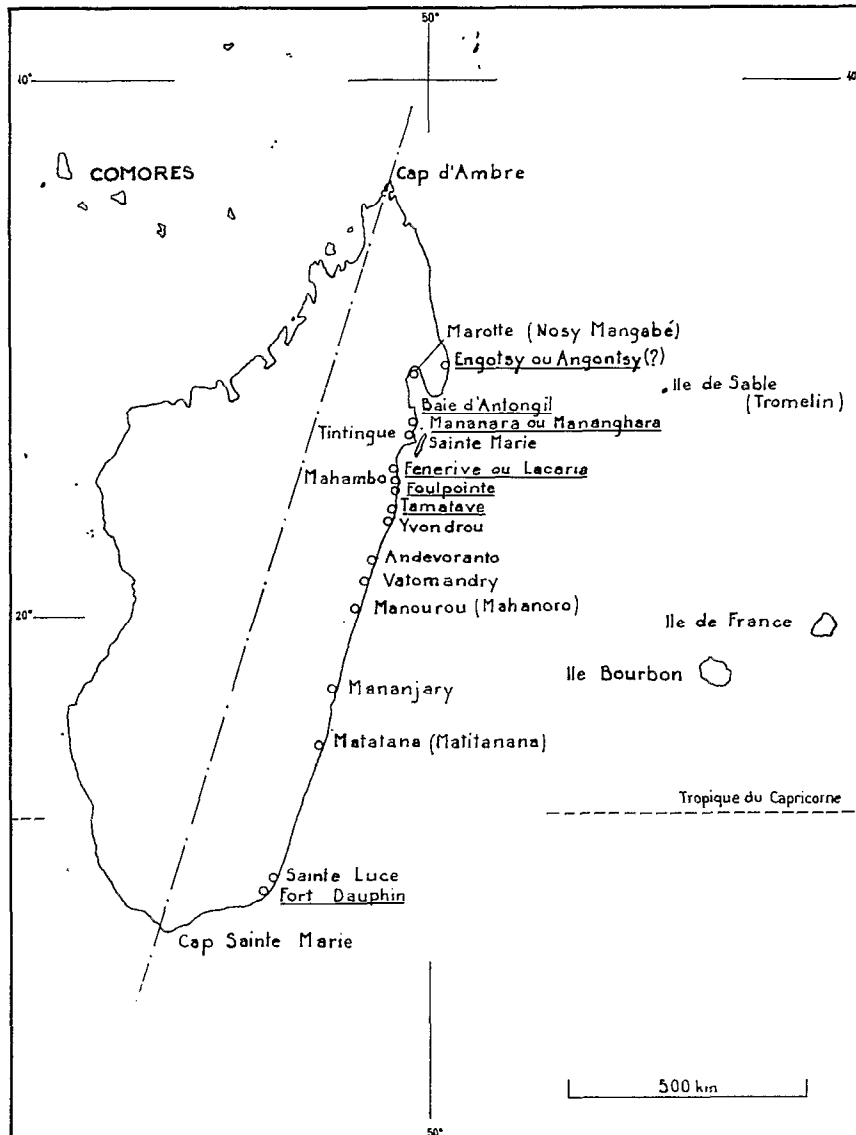 50°
40° 40°
COMORES
Cap d'Ambre
Marotte (Nosy Mangabé)
Engotsy ou Angontsy(?)
Ile de Sable
(Tromelin)
Baie d'Antongil
Mananara ou Mananghara
Tintingue
Sainte Marie
Fenerive ou Lacaria
Mahambo
Foulpointe
Tamatave
Yvondrou
Andevoranto
Vatomandry
20°
Manourou (Mahanoro)
Ile de France
Ile Bourbon
Mananjary
Matatana (Matitanana)
Tropique du Capricorne
Sainte Luce
Fort Dauphin
Cap Sainte Marie
500 km
50°